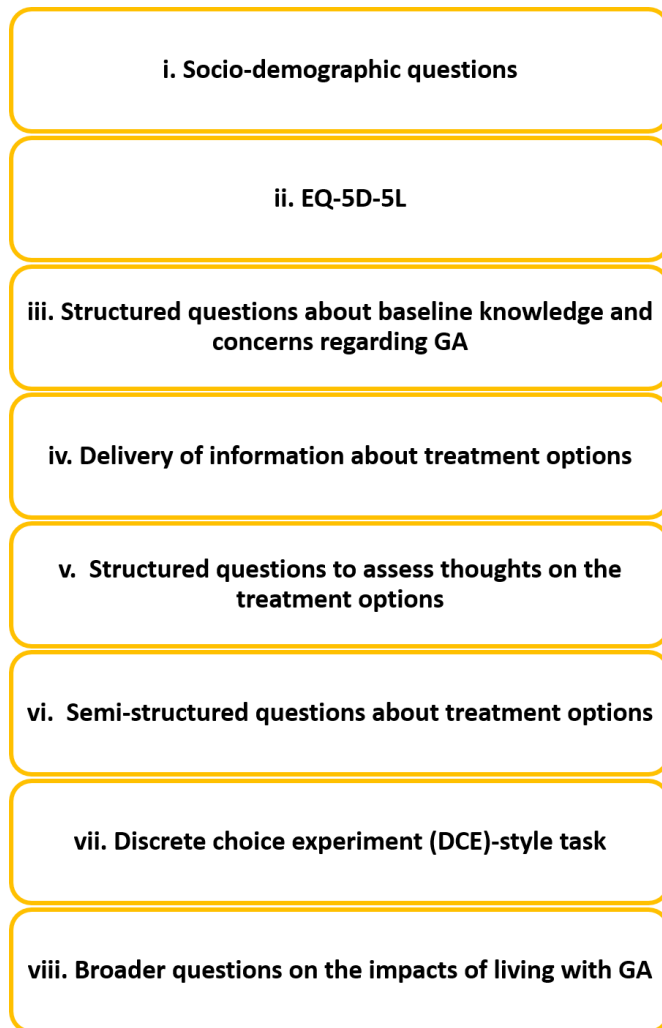 i. Socio-demographic questions
ii. EQ-5D-5L
iii. Structured questions about baseline knowledge and
concerns regarding GA
iv. Delivery of information about treatment options
v. Structured questions to assess thoughts on the
treatment options
vi. Semi-structured questions about treatment options
vii. Discrete choice experiment (DCE)-style task
viii. Broader questions on the impacts of living with GA